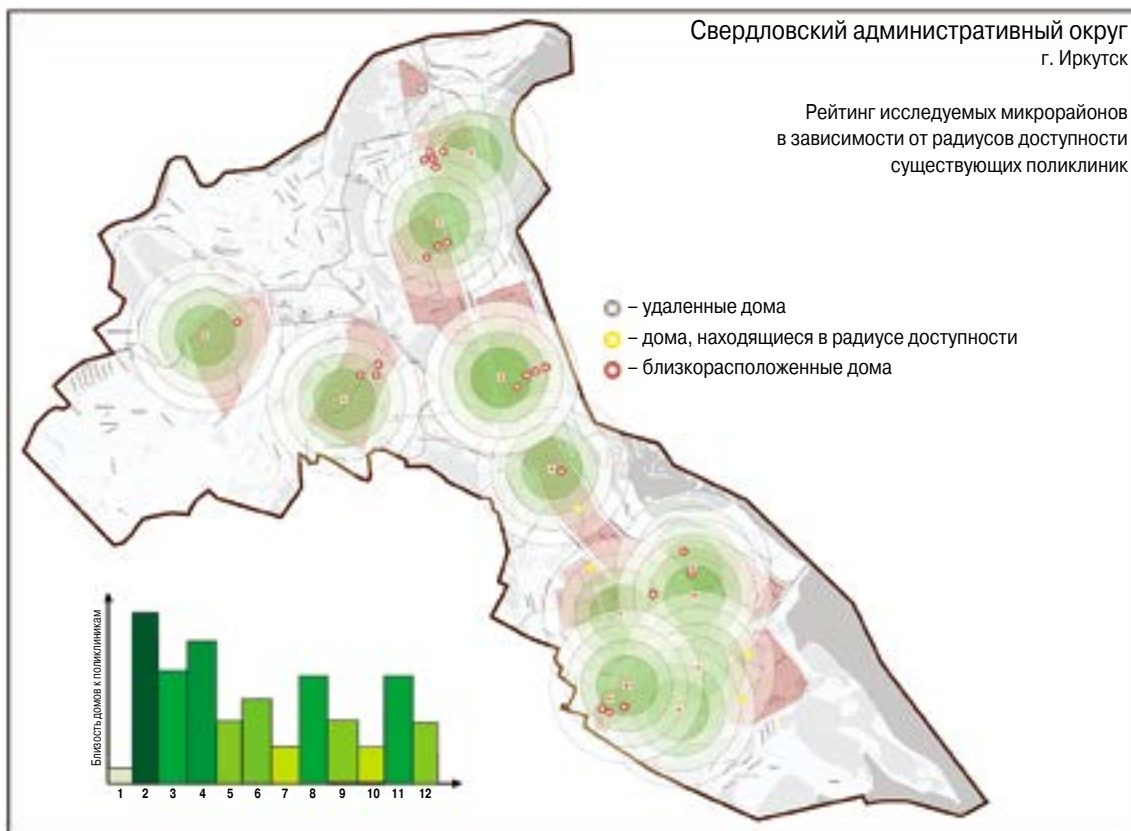 Свердловский административный округ
г. Иркутск
Рейтинг исследуемых микрорайонов
в зависимости от радиусов доступности
существующих поликлиник
– удаленные дома
– дома, находящиеся в радиусе доступности
– близкорасположенные дома
Близость домов к поликлиникам
1 2 3 4 5 6 7 8 9 10 11 12